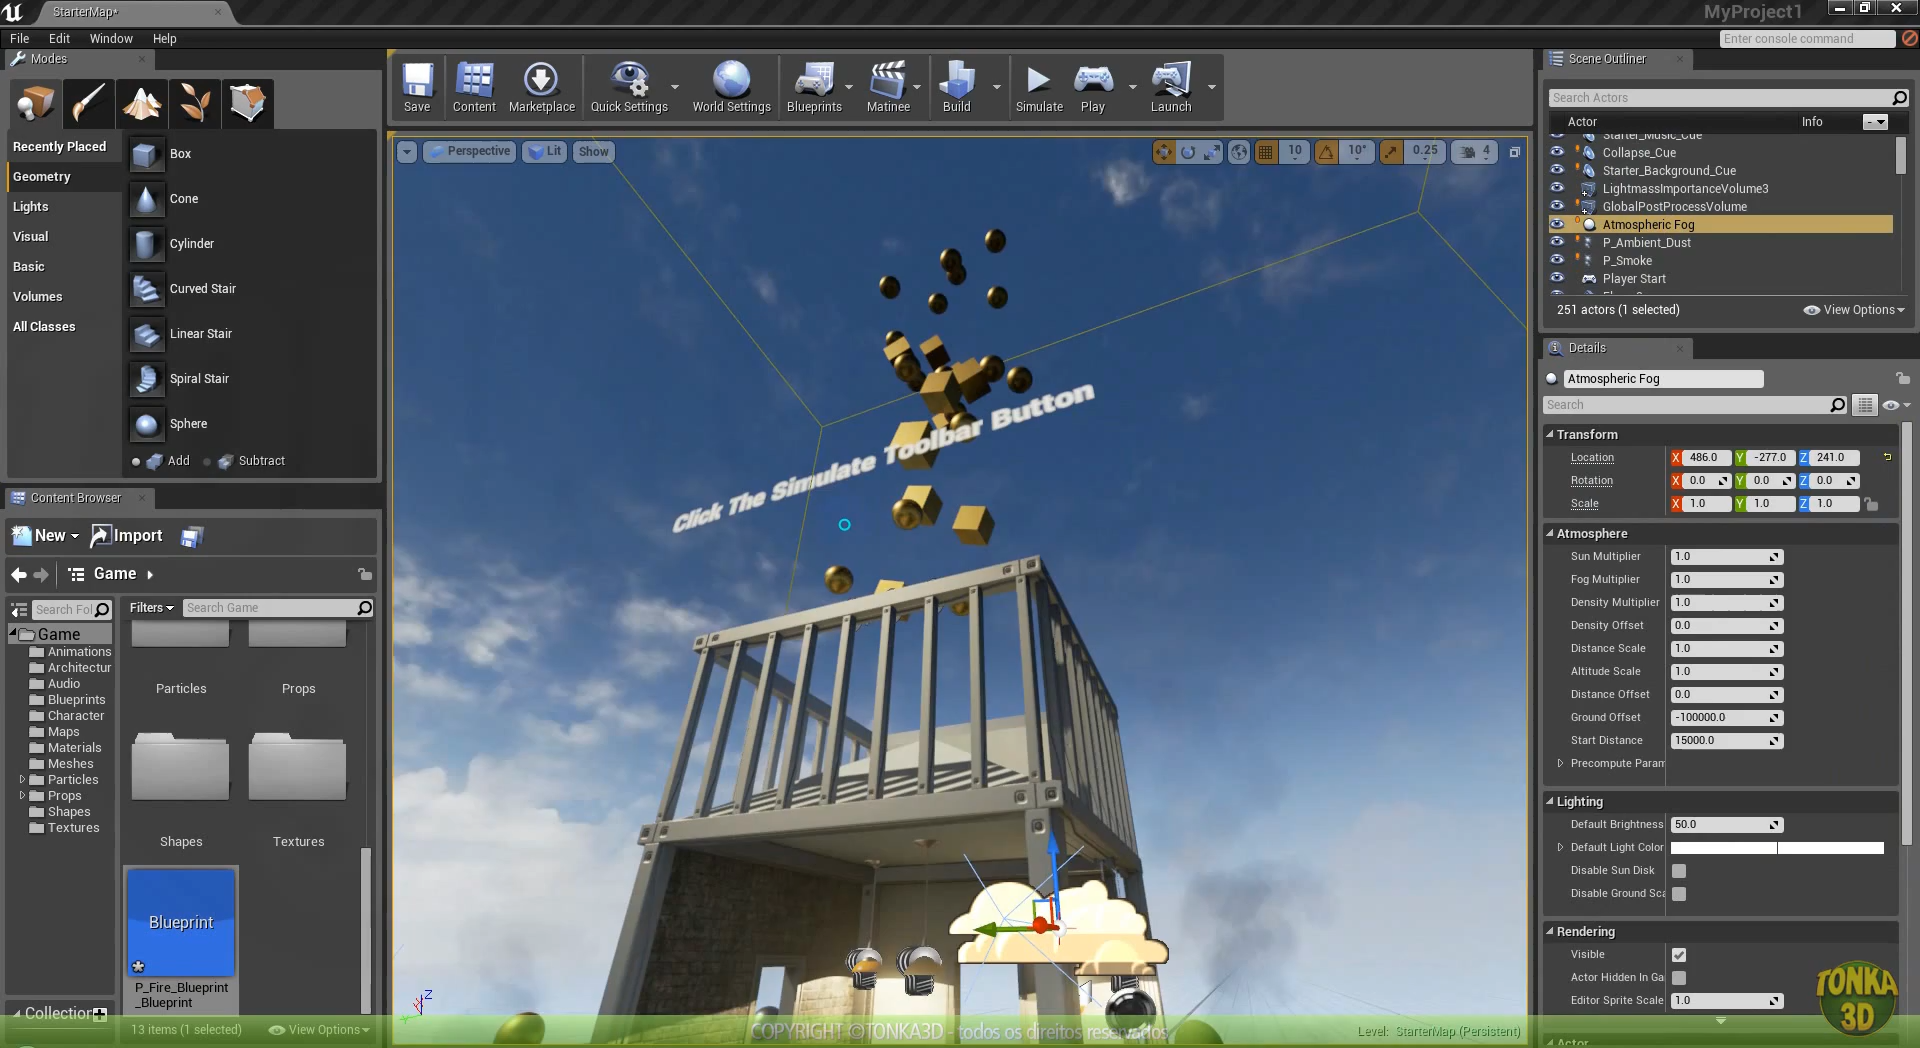 StarterMap*
MyProject1
File Edit Window Help
Enter console command
Modes
Recently Placed
Geometry
Lights
Visual
Basic
Volumes
All Classes
Box
Cone
Cylinder
Curved Stair
Linear Stair
Spiral Stair
Sphere
Add Subtract
Content Browser
New Import
Game
Search Fol
Filters Search Game
Game
Animations
Architectur
Audio
Blueprints
Character
Maps
Materials
Meshes
Particles
Props
Shapes
Textures
Collection
Particles Props
Shapes Textures
Blueprint
P_Fire_Blueprint
_Blueprint
13 items (1 selected) View Options
Save Content Marketplace Quick Settings World Settings Blueprints Matinee Build Simulate Play Launch
Perspective Lit Show
10 10° 0.25 4
Click The Simulate Toolbar Button
Z
COPYRIGHT ©TONKA3D - todos os direitos reservados
Level: StarterMap (Persistent)
Scene Outliner
Search Actors
Actor Info
Starter_Music_Cue
Collapse_Cue
Starter_Background_Cue
LightmassImportanceVolume3
GlobalPostProcessVolume
Atmospheric Fog
P_Ambient_Dust
P_Smoke
Player Start
251 actors (1 selected) View Options
Details
Atmospheric Fog
Search
Transform
Location X 486.0 Y -277.0 Z 241.0
Rotation X 0.0 Y 0.0 Z 0.0
Scale X 1.0 Y 1.0 Z 1.0
Atmosphere
Sun Multiplier 1.0
Fog Multiplier 1.0
Density Multiplier 1.0
Density Offset 0.0
Distance Scale 1.0
Altitude Scale 1.0
Distance Offset 0.0
Ground Offset -100000.0
Start Distance 15000.0
Precompute Param
Lighting
Default Brightness 50.0
Default Light Color
Disable Sun Disk
Disable Ground Sca
Rendering
Visible
Actor Hidden In Ga
Editor Sprite Scale 1.0
Actor
TONKA
3D